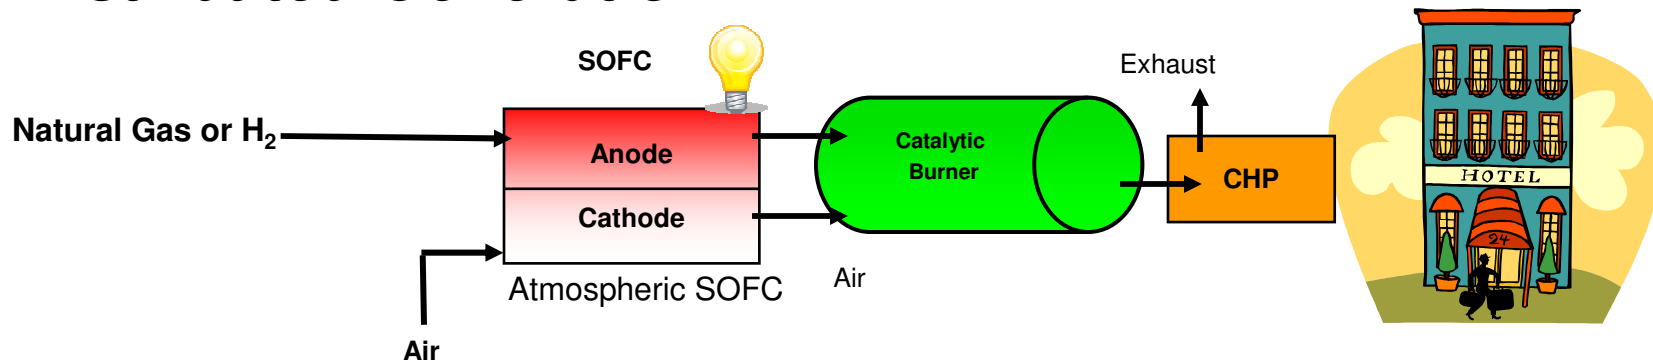 SOFC
Exhaust
Natural Gas or H₂
Anode
Catalytic
Burner
CHP
HOTEL
Cathode
24
Atmospheric SOFC
Air
Air